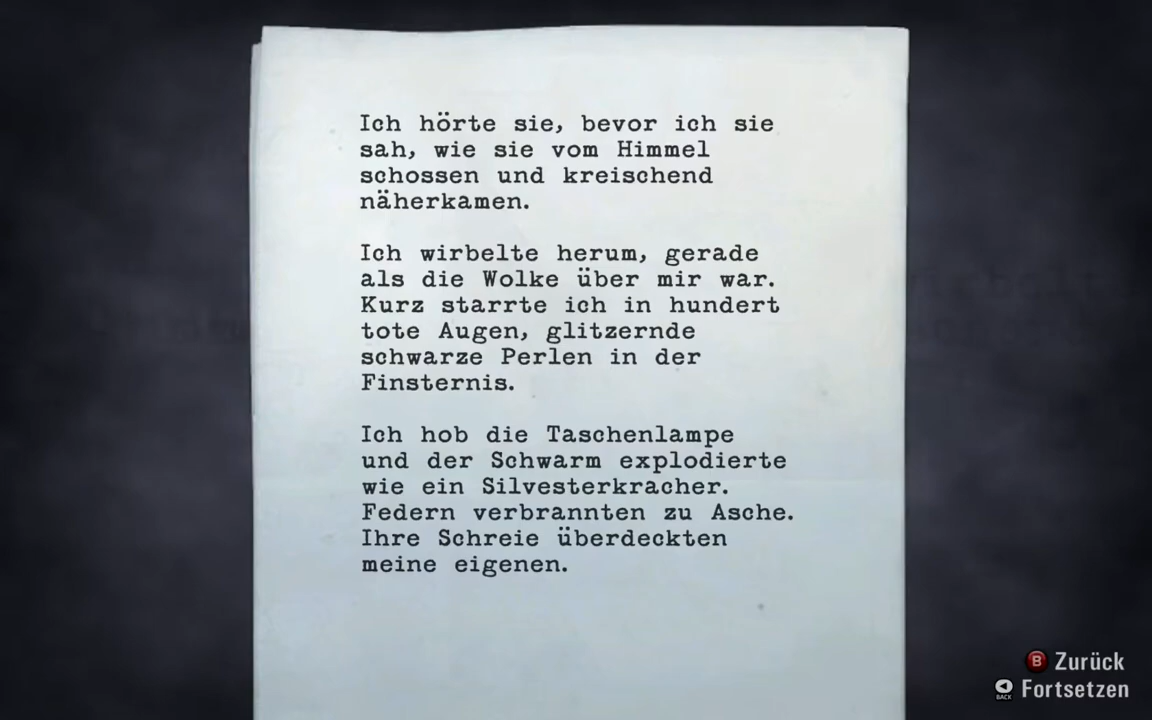 Ich hörte sie, bevor ich sie
sah, wie sie vom Himmel
schossen und kreischend
näherkamen.
Ich wirbelte herum, gerade
als die Wolke über mir war.
Kurz starrte ich in hundert
tote Augen, glitzernde
schwarze Perlen in der
Finsternis.
Ich hob die Taschenlampe
und der Schwarm explodierte
wie ein Silvesterkracher.
Federn verbrannten zu Asche.
Ihre Schreie überdeckten
meine eigenen.
B Zurück
BACK Fortsetzen